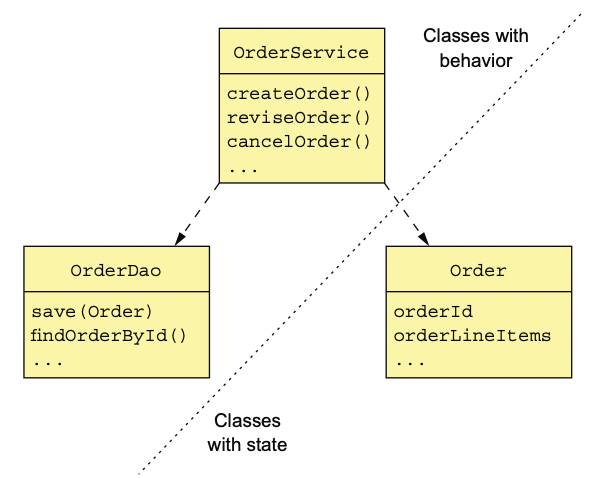 Classes with
behavior
OrderService
createOrder()
reviseOrder()
cancelOrder()
...
OrderDao
save(Order)
findOrderById()
...
Order
orderId
orderLineItems
...
Classes
with state